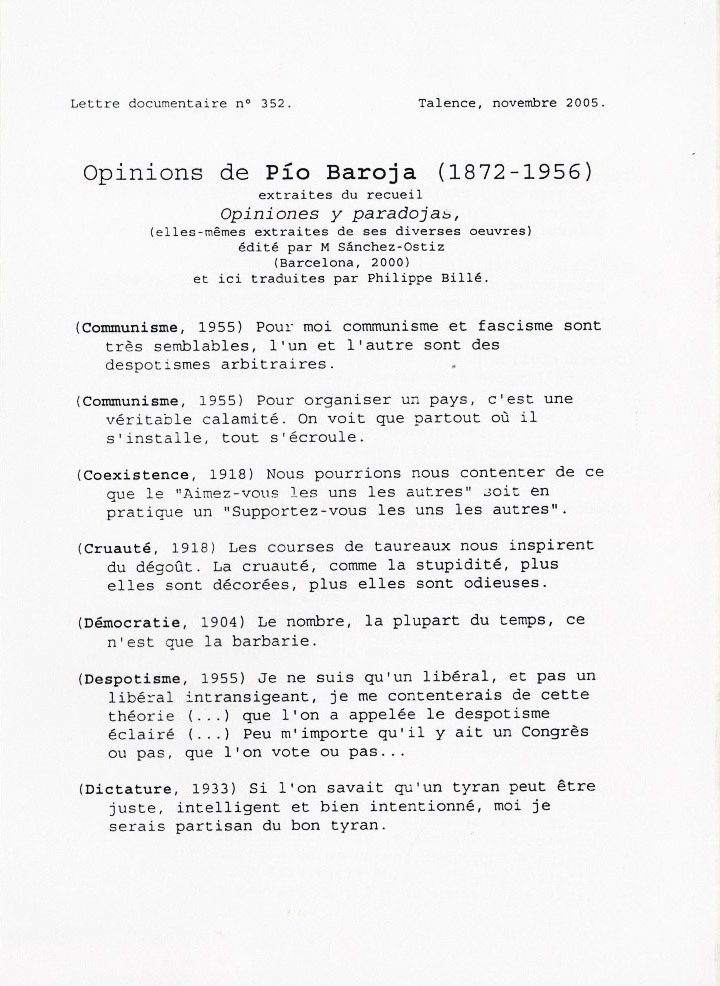 Lettre documentaire n° 352. Talence, novembre 2005.
Opinions de Pío Baroja (1872-1956)
extraites du recueil
Opiniones y paradojas,
(elles-mêmes extraites de ses diverses oeuvres)
édité par M Sánchez-Ostiz
(Barcelona, 2000)
et ici traduites par Philippe Billé.
(Communisme, 1955) Pour moi communisme et fascisme sont
très semblables, l'un et l'autre sont des
despotismes arbitraires.
(Communisme, 1955) Pour organiser un pays, c'est une
véritable calamité. On voit que partout où il
s'installe, tout s'écroule.
(Coexistence, 1918) Nous pourrions nous contenter de ce
que le "Aimez-vous les uns les autres" soit en
pratique un "Supportez-vous les uns les autres".
(Cruauté, 1918) Les courses de taureaux nous inspirent
du dégoût. La cruauté, comme la stupidité, plus
elles sont décorées, plus elles sont odieuses.
(Démocratie, 1904) Le nombre, la plupart du temps, ce
n'est que la barbarie.
(Despotisme, 1955) Je ne suis qu'un libéral, et pas un
libéral intransigeant, je me contenterais de cette
théorie (...) que l'on a appelée le despotisme
éclairé (...) Peu m'importe qu'il y ait un Congrès
ou pas, que l'on vote ou pas...
(Dictature, 1933) Si l'on savait qu'un tyran peut être
juste, intelligent et bien intentionné, moi je
serais partisan du bon tyran.